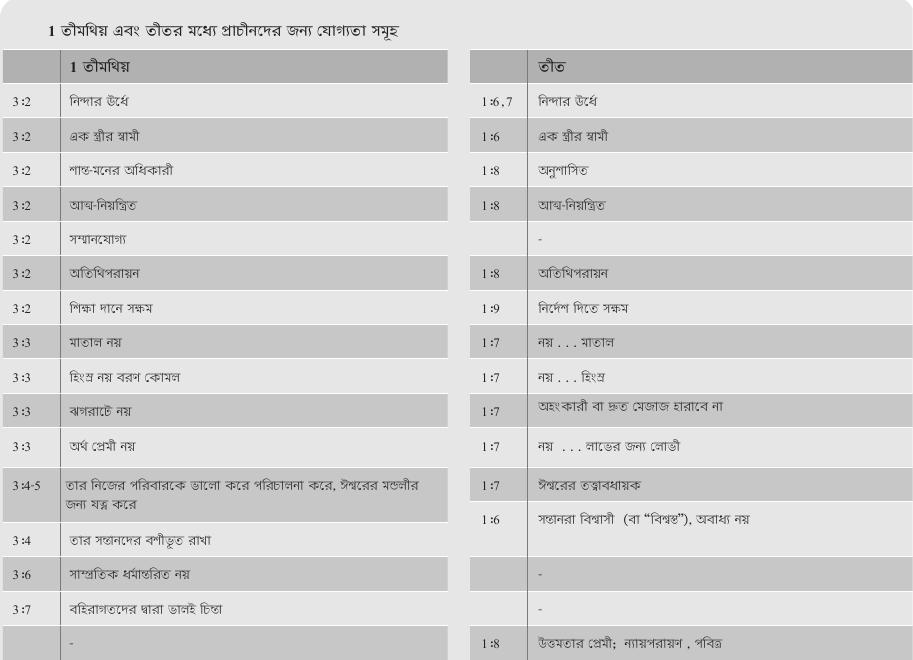 1 তীমথিয় এবং তীতর মধ্যে প্রাচীনদের জন্য যোগ্যতা সমূহ
1 তীমথিয় তীত
3:2 নিন্দার উর্ধে 1:6,7 নিন্দার উর্ধে
3:2 এক স্ত্রীর স্বামী 1:6 এক স্ত্রীর স্বামী
3:2 শান্ত-মনের অধিকারী 1:8 অনুশাসিত
3:2 আত্ম-নিয়ন্ত্রিত 1:8 আত্ম-নিয়ন্ত্রিত
3:2 সম্মানযোগ্য -
3:2 অতিথিপরায়ন 1:8 অতিথিপরায়ন
3:2 শিক্ষা দানে সক্ষম 1:9 নির্দেশ দিতে সক্ষম
3:3 মাতাল নয় 1:7 নয় . . . মাতাল
3:3 হিংস্র নয় বরণ কোমল 1:7 নয় . . . হিংস্র
3:3 ঝগরাটে নয় 1:7 অহংকারী বা দ্রুত মেজাজ হারাবে না
3:3 অর্থ প্রেমী নয় 1:7 নয় . . . লাভের জন্য লোভী
3:4-5 তার নিজের পরিবারকে ভালো করে পরিচালনা করে, ঈশ্বরের মন্ডলীর 1:7 ঈশ্বরের তত্ত্বাবধায়ক
জন্য যত্ন করে
1:6 সন্তানরা বিশ্বাসী (বা “বিশ্বস্ত”), অবাধ্য নয়
3:4 তার সন্তানদের বশীভূত রাখা
3:6 সাম্প্রতিক ধর্মান্তরিত নয় -
3:7 বহিরাগতদের দ্বারা ভালই চিন্তা -
- 1:8 উত্তমতার প্রেমী; ন্যায়পরায়ণ , পবিত্র